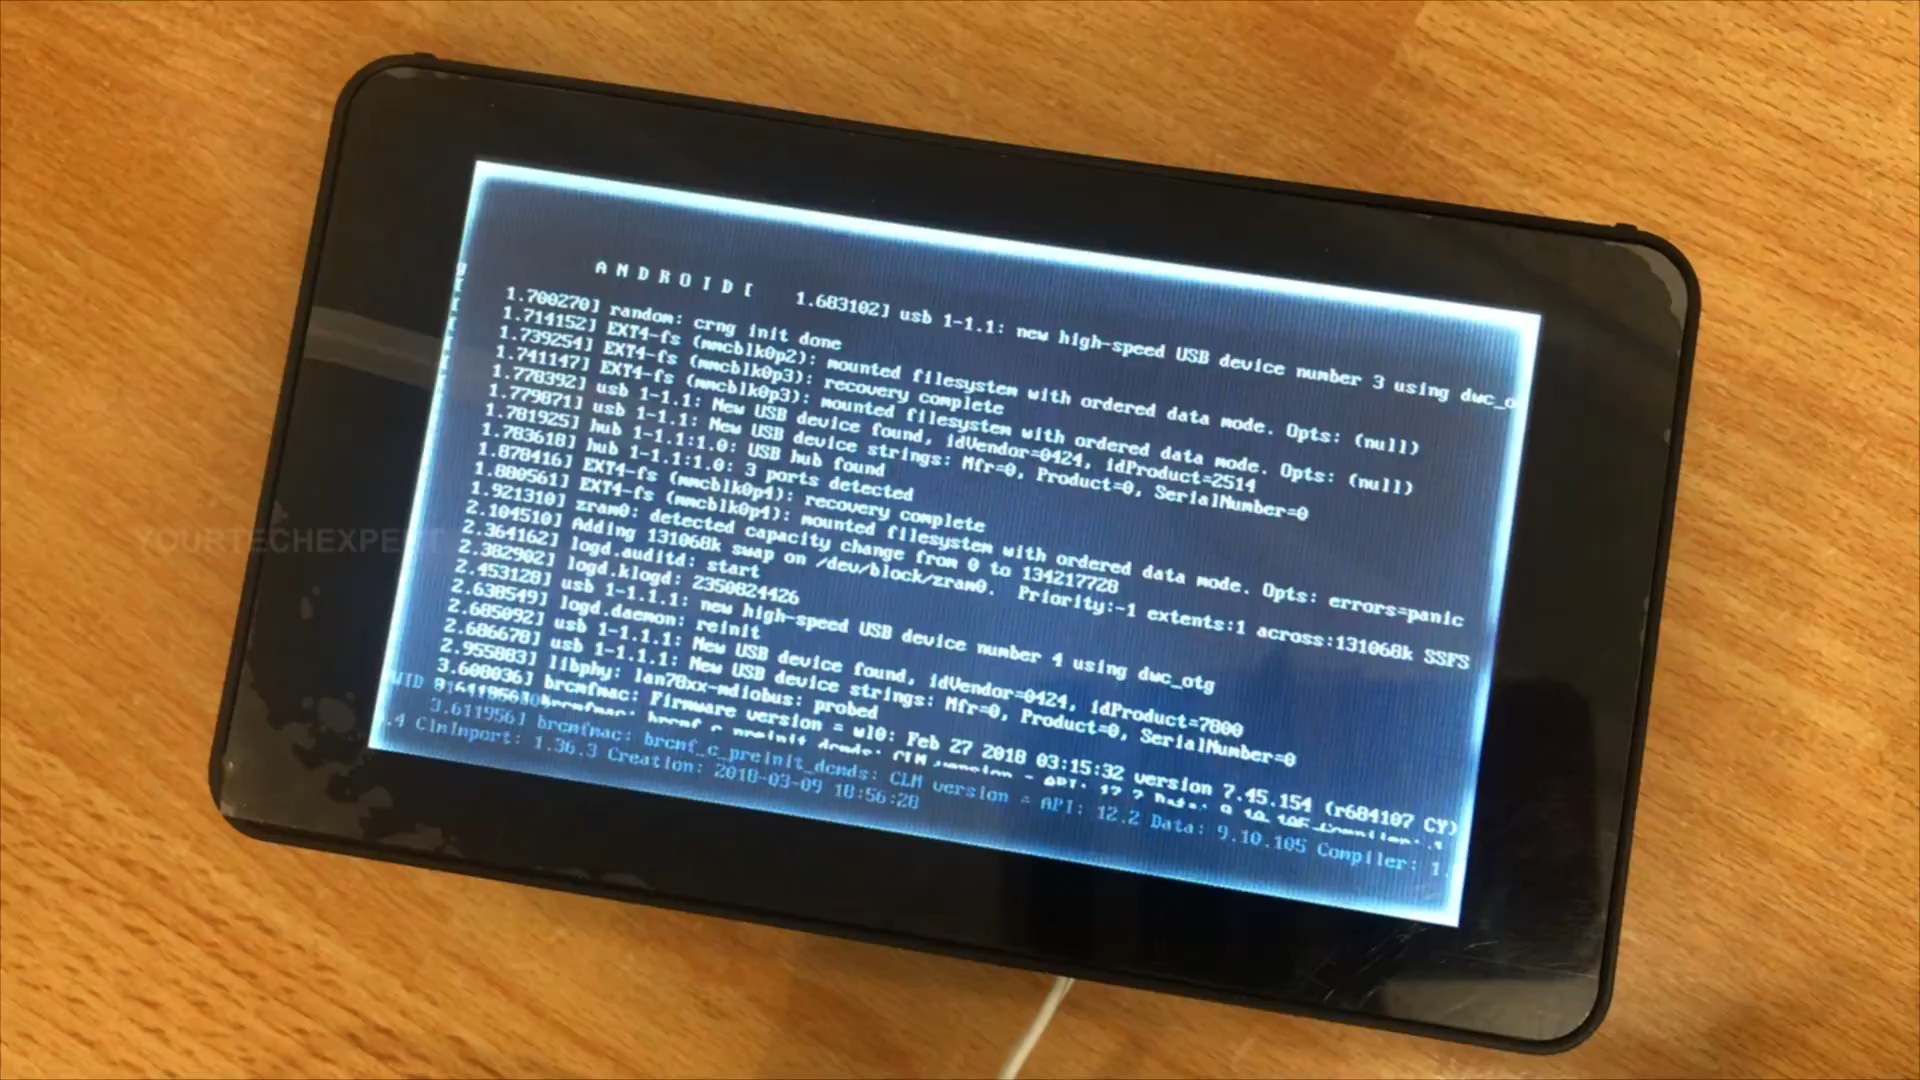 A N D R O I D [    1.683102] usb 1-1.1: new high-speed USB device number 3 using dwc_o
1.700270] random: crng init done
1.714152] EXT4-fs (mmcblk0p2): mounted filesystem with ordered data mode. Opts: (null)
1.739254] EXT4-fs (mmcblk0p3): recovery complete
1.741147] EXT4-fs (mmcblk0p3): mounted filesystem with ordered data mode. Opts: (null)
1.778392] usb 1-1.1: New USB device found, idVendor=0424, idProduct=2514
1.779871] usb 1-1.1: New USB device strings: Mfr=0, Product=0, SerialNumber=0
1.781925] hub 1-1.1:1.0: USB hub found
1.783618] hub 1-1.1:1.0: 3 ports detected
1.878416] EXT4-fs (mmcblk0p4): recovery complete
1.880561] EXT4-fs (mmcblk0p4): mounted filesystem with ordered data mode. Opts: errors=panic
1.921310] zram0: detected capacity change from 0 to 134217728
2.104510] Adding 131068k swap on /dev/block/zram0.  Priority:-1 extents:1 across:131068k SSFS
2.364162] logd.auditd: start
2.382902] logd.klogd: 2350824426
2.453128] usb 1-1.1.1: new high-speed USB device number 4 using dwc_otg
2.638549] logd.daemon: reinit
2.685092] usb 1-1.1.1: New USB device found, idVendor=0424, idProduct=7800
2.686678] usb 1-1.1.1: New USB device strings: Mfr=0, Product=0, SerialNumber=0
2.955883] libphy: lan78xx-mdiobus: probed
3.608036] brcmfmac: Firmware version = wl0: Feb 27 2018 03:15:32 version 7.45.154 (r684107 CY)
3.611956] brcmfmac: brcmf_c_preinit_dcmds: CLM version = API: 12.2 Data: 9.10.105 Compiler: 1.
.4 ClmImport: 1.36.3 Creation: 2018-03-09 18:56:28
YOURTECHEXPERT